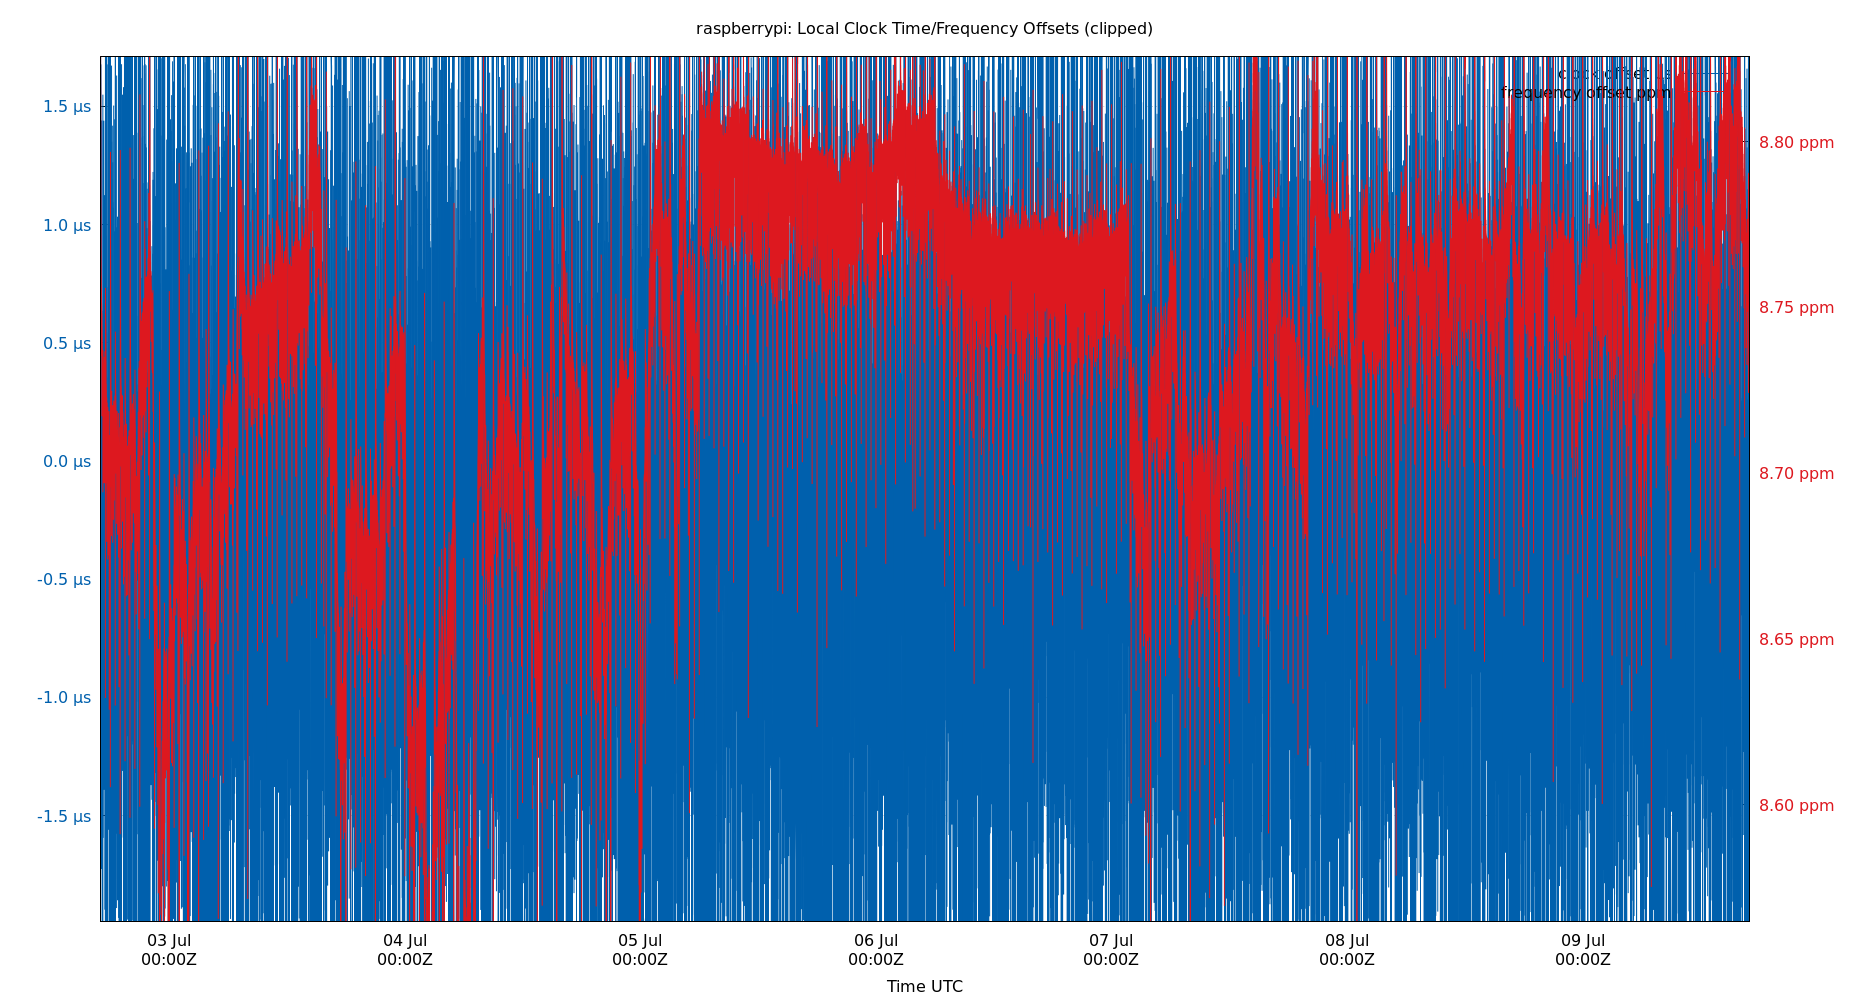 raspberrypi: Local Clock Time/Frequency Offsets (clipped)
clock offset µs
frequency offset ppm
1.5 µs
1.0 µs
0.5 µs
0.0 µs
-0.5 µs
-1.0 µs
-1.5 µs
8.80 ppm
8.75 ppm
8.70 ppm
8.65 ppm
8.60 ppm
03 Jul
00:00Z
04 Jul
00:00Z
05 Jul
00:00Z
06 Jul
00:00Z
07 Jul
00:00Z
08 Jul
00:00Z
09 Jul
00:00Z
Time UTC